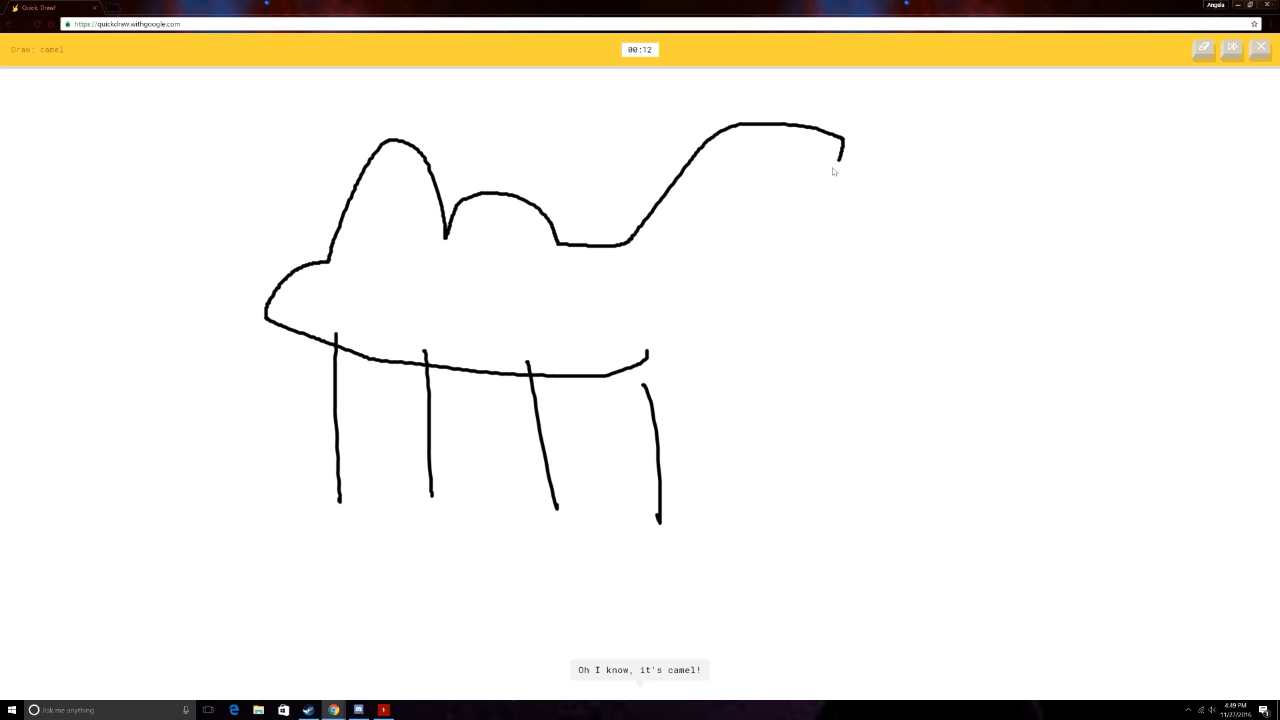 Quick, Draw!
Angela
https://quickdraw.withgoogle.com
Draw: camel
00:12
Oh I know, it's camel!
Ask me anything
4:49 PM
11/27/2016